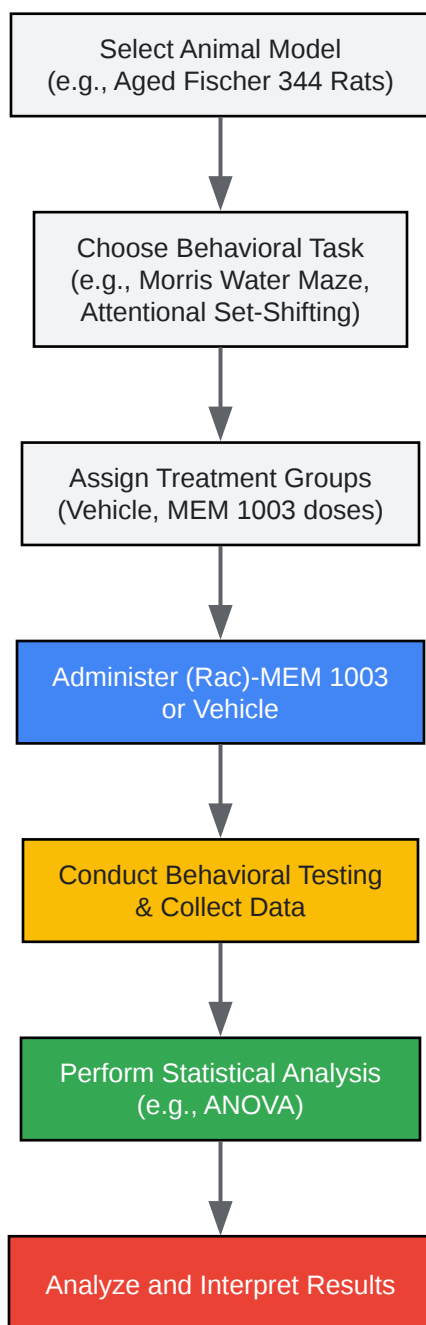 Select Animal Model
(e.g., Aged Fischer 344 Rats)
Choose Behavioral Task
(e.g., Morris Water Maze,
Attentional Set-Shifting)
Assign Treatment Groups
(Vehicle, MEM 1003 doses)
Administer (Rac)-MEM 1003
or Vehicle
Conduct Behavioral Testing
& Collect Data
Perform Statistical Analysis
(e.g., ANOVA)
Analyze and Interpret Results